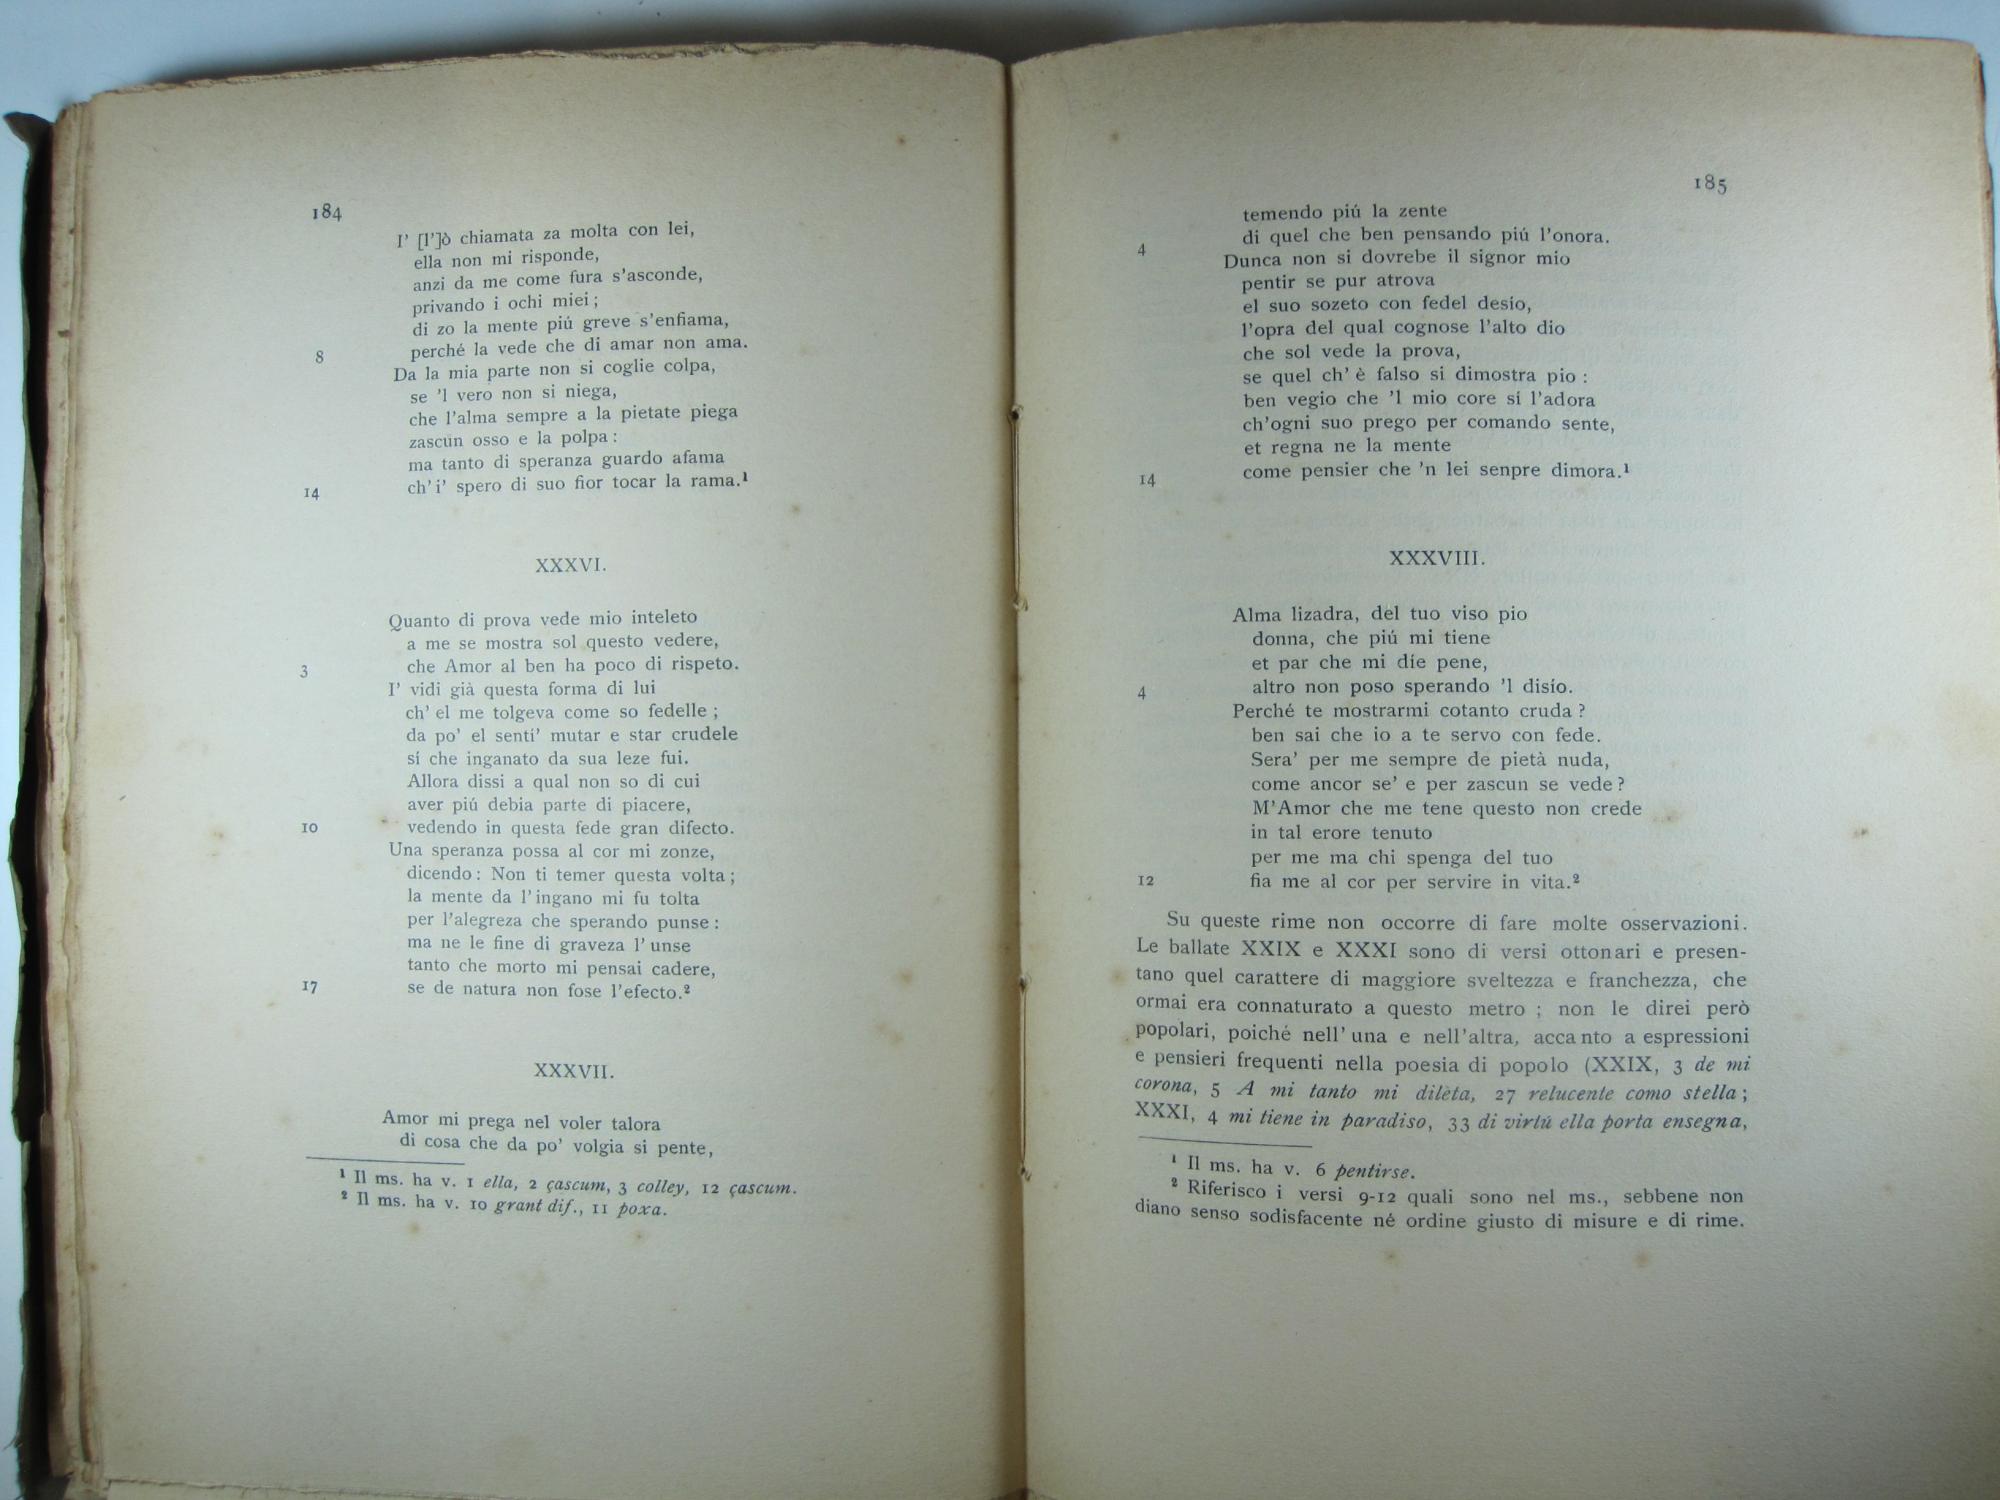 184
I' [l']ò chiamata za molta con lei,
ella non mi risponde,
anzi da me come fura s'asconde,
privando i ochi miei ;
di zo la mente piú greve s'enfiama,
8 perché la vede che di amar non ama.
Da la mia parte non si coglie colpa,
se 'l vero non si niega,
che l'alma sempre a la pietate piega
zascun osso e la polpa :
ma tanto di speranza guardo afama
14 ch' i' spero di suo fior tocar la rama.¹
XXXVI.
Quanto di prova vede mio inteleto
a me se mostra sol questo vedere,
3 che Amor al ben ha poco di rispeto.
I' vidi già questa forma di lui
ch' el me tolgeva come so fedelle ;
da po' el senti' mutar e star crudele
sí che inganato da sua leze fui.
Allora dissi a qual non so di cui
aver piú debia parte di piacere,
10 vedendo in questa fede gran difecto.
Una speranza possa al cor mi zonze,
dicendo : Non ti temer questa volta ;
la mente da l' ingano mi fu tolta
per l'alegreza che sperando punse :
ma ne le fine di graveza l' unse
tanto che morto mi pensai cadere,
17 se de natura non fose l'efecto.²
XXXVII.
Amor mi prega nel voler talora
di cosa che da po' volgia si pente,
¹ Il ms. ha v. 1 ella, 2 çascum, 3 colley, 12 çascum.
² Il ms. ha v. 10 grant dif., 11 poxa.
185
temendo piú la zente
4 di quel che ben pensando piú l'onora.
Dunca non si dovrebe il signor mio
pentir se pur atrova
el suo sozeto con fedel desio,
l'opra del qual cognose l'alto dio
che sol vede la prova,
se quel ch' è falso si dimostra pio :
ben vegio che 'l mio core sí l'adora
ch'ogni suo prego per comando sente,
et regna ne la mente
14 come pensier che 'n lei senpre dimora.¹
XXXVIII.
Alma lizadra, del tuo viso pio
donna, che piú mi tiene
et par che mi díe pene,
4 altro non poso sperando 'l disío.
Perché te mostrarmi cotanto cruda ?
ben sai che io a te servo con fede.
Sera' per me sempre de pietà nuda,
come ancor se' e per zascun se vede ?
M'Amor che me tene questo non crede
in tal erore tenuto
per me ma chi spenga del tuo
12 fia me al cor per servire in vita.²
Su queste rime non occorre di fare molte osservazioni.
Le ballate XXIX e XXXI sono di versi ottonari e presen-
tano quel carattere di maggiore sveltezza e franchezza, che
ormai era connaturato a questo metro ; non le direi però
popolari, poiché nell' una e nell'altra, accanto a espressioni
e pensieri frequenti nella poesia di popolo (XXIX, 3 de mi
corona, 5 A mi tanto mi dilèta, 27 relucente como stella ;
XXXI, 4 mi tiene in paradiso, 33 di virtú ella porta ensegna,
¹ Il ms. ha v. 6 pentirse.
² Riferisco i versi 9-12 quali sono nel ms., sebbene non
diano senso sodisfacente né ordine giusto di misure e di rime.